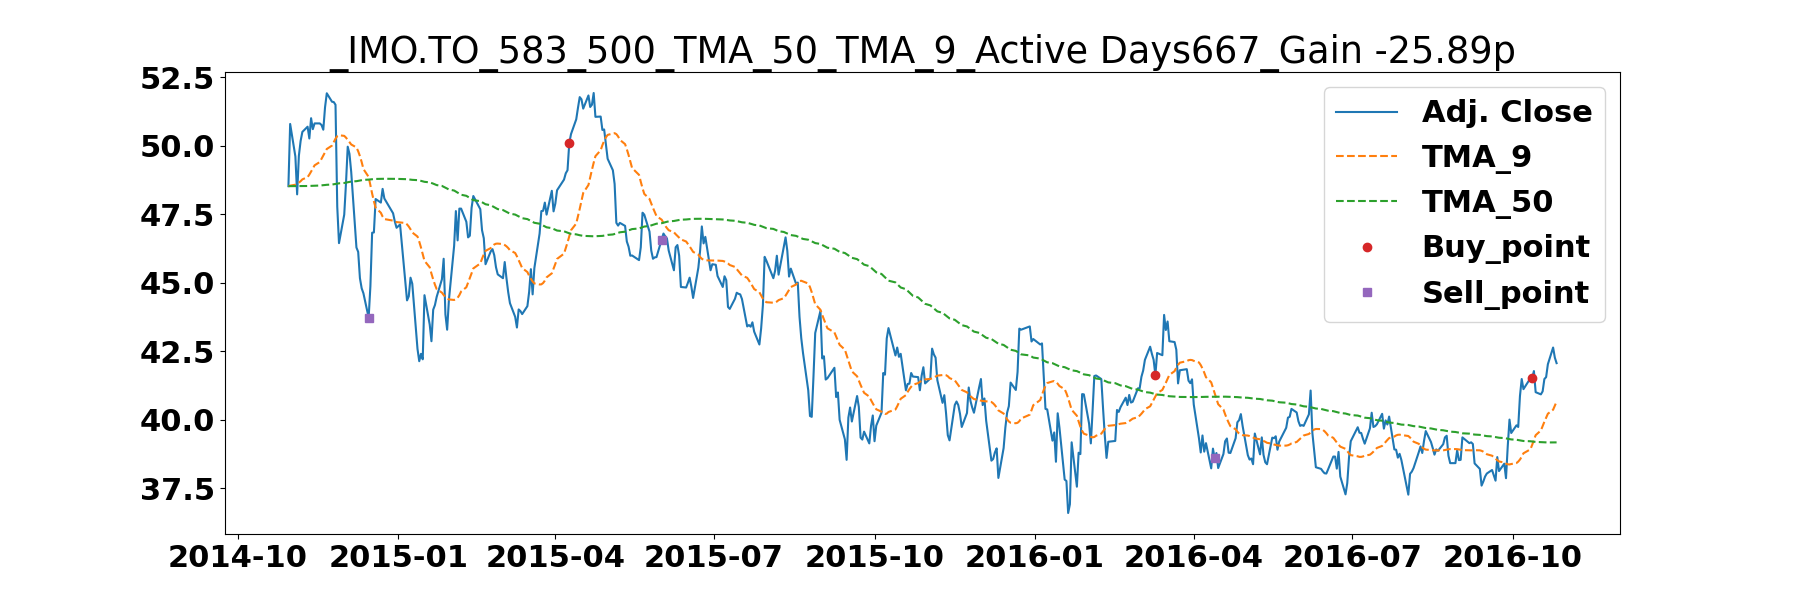 _IMO.TO_583_500_TMA_50_TMA_9_Active Days667_Gain -25.89p
52.5
50.0
47.5
45.0
42.5
40.0
37.5
Adj. Close
TMA_9
TMA_50
Buy_point
Sell_point
2014-10 2015-01 2015-04 2015-07 2015-10 2016-01 2016-04 2016-07 2016-10